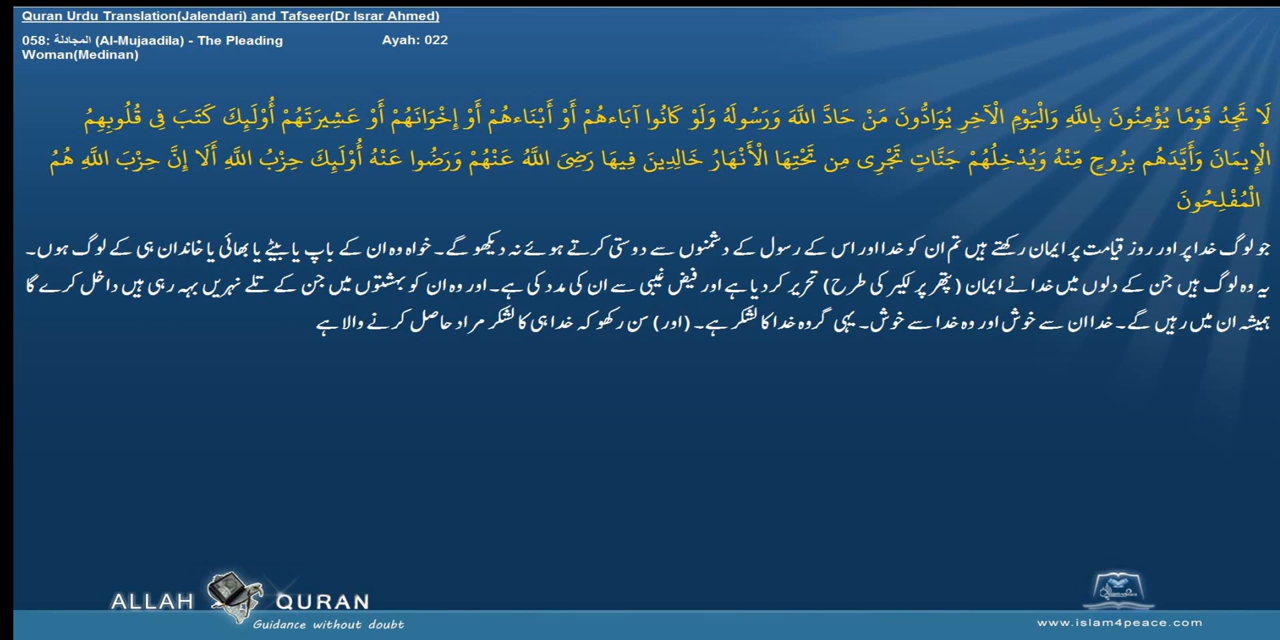 Quran Urdu Translation(Jalendari) and Tafseer(Dr Israr Ahmed)
058: المجادلة (Al-Mujaadila) - The Pleading Woman(Medinan)
Ayah: 022
لَا تَجِدُ قَوْمًا يُؤْمِنُونَ بِاللَّهِ وَالْيَوْمِ الْآخِرِ يُوَادُّونَ مَنْ حَادَّ اللَّهَ وَرَسُولَهُ وَلَوْ كَانُوا آبَاءهُمْ أَوْ أَبْنَاءهُمْ أَوْ إِخْوَانَهُمْ أَوْ عَشِيرَتَهُمْ أُوْلَئِكَ كَتَبَ فِى قُلُوبِهِمُ
الْإِيمَانَ وَأَيَّدَهُم بِرُوحٍ مِّنْهُ وَيُدْخِلُهُمْ جَنَّاتٍ تَجْرِى مِن تَحْتِهَا الْأَنْهَارُ خَالِدِينَ فِيهَا رَضِىَ اللَّهُ عَنْهُمْ وَرَضُوا عَنْهُ أُوْلَئِكَ حِزْبُ اللَّهِ أَلَا إِنَّ حِزْبَ اللَّهِ هُمُ
الْمُفْلِحُونَ
جو لوگ خدا پر اور روز قیامت پر ایمان رکھتے ہیں تم ان کو خدا اور اس کے رسول کے دشمنوں سے دوستی کرتے ہوئے نہ دیکھو گے۔ خواہ وہ ان کے باپ یا بیٹے یا بھائی یا خاندان ہی کے لوگ ہوں۔
یہ وہ لوگ ہیں جن کے دلوں میں خدا نے ایمان (پتھر پر لکیر کی طرح) تحریر کردیا ہے اور فیض غیبی سے ان کی مدد کی ہے۔ اور وہ ان کو بہشتوں میں جن کے تلے نہریں بہہ رہی ہیں داخل کرے گا
ہمیشہ ان میں رہیں گے۔ خدا ان سے خوش اور وہ خدا سے خوش۔ یہی گروہ خدا کا لشکر ہے۔ (اور) سن رکھو کہ خدا ہی کا لشکر مراد حاصل کرنے والا ہے
ALLAH QURAN
Guidance without doubt
www.islam4peace.com